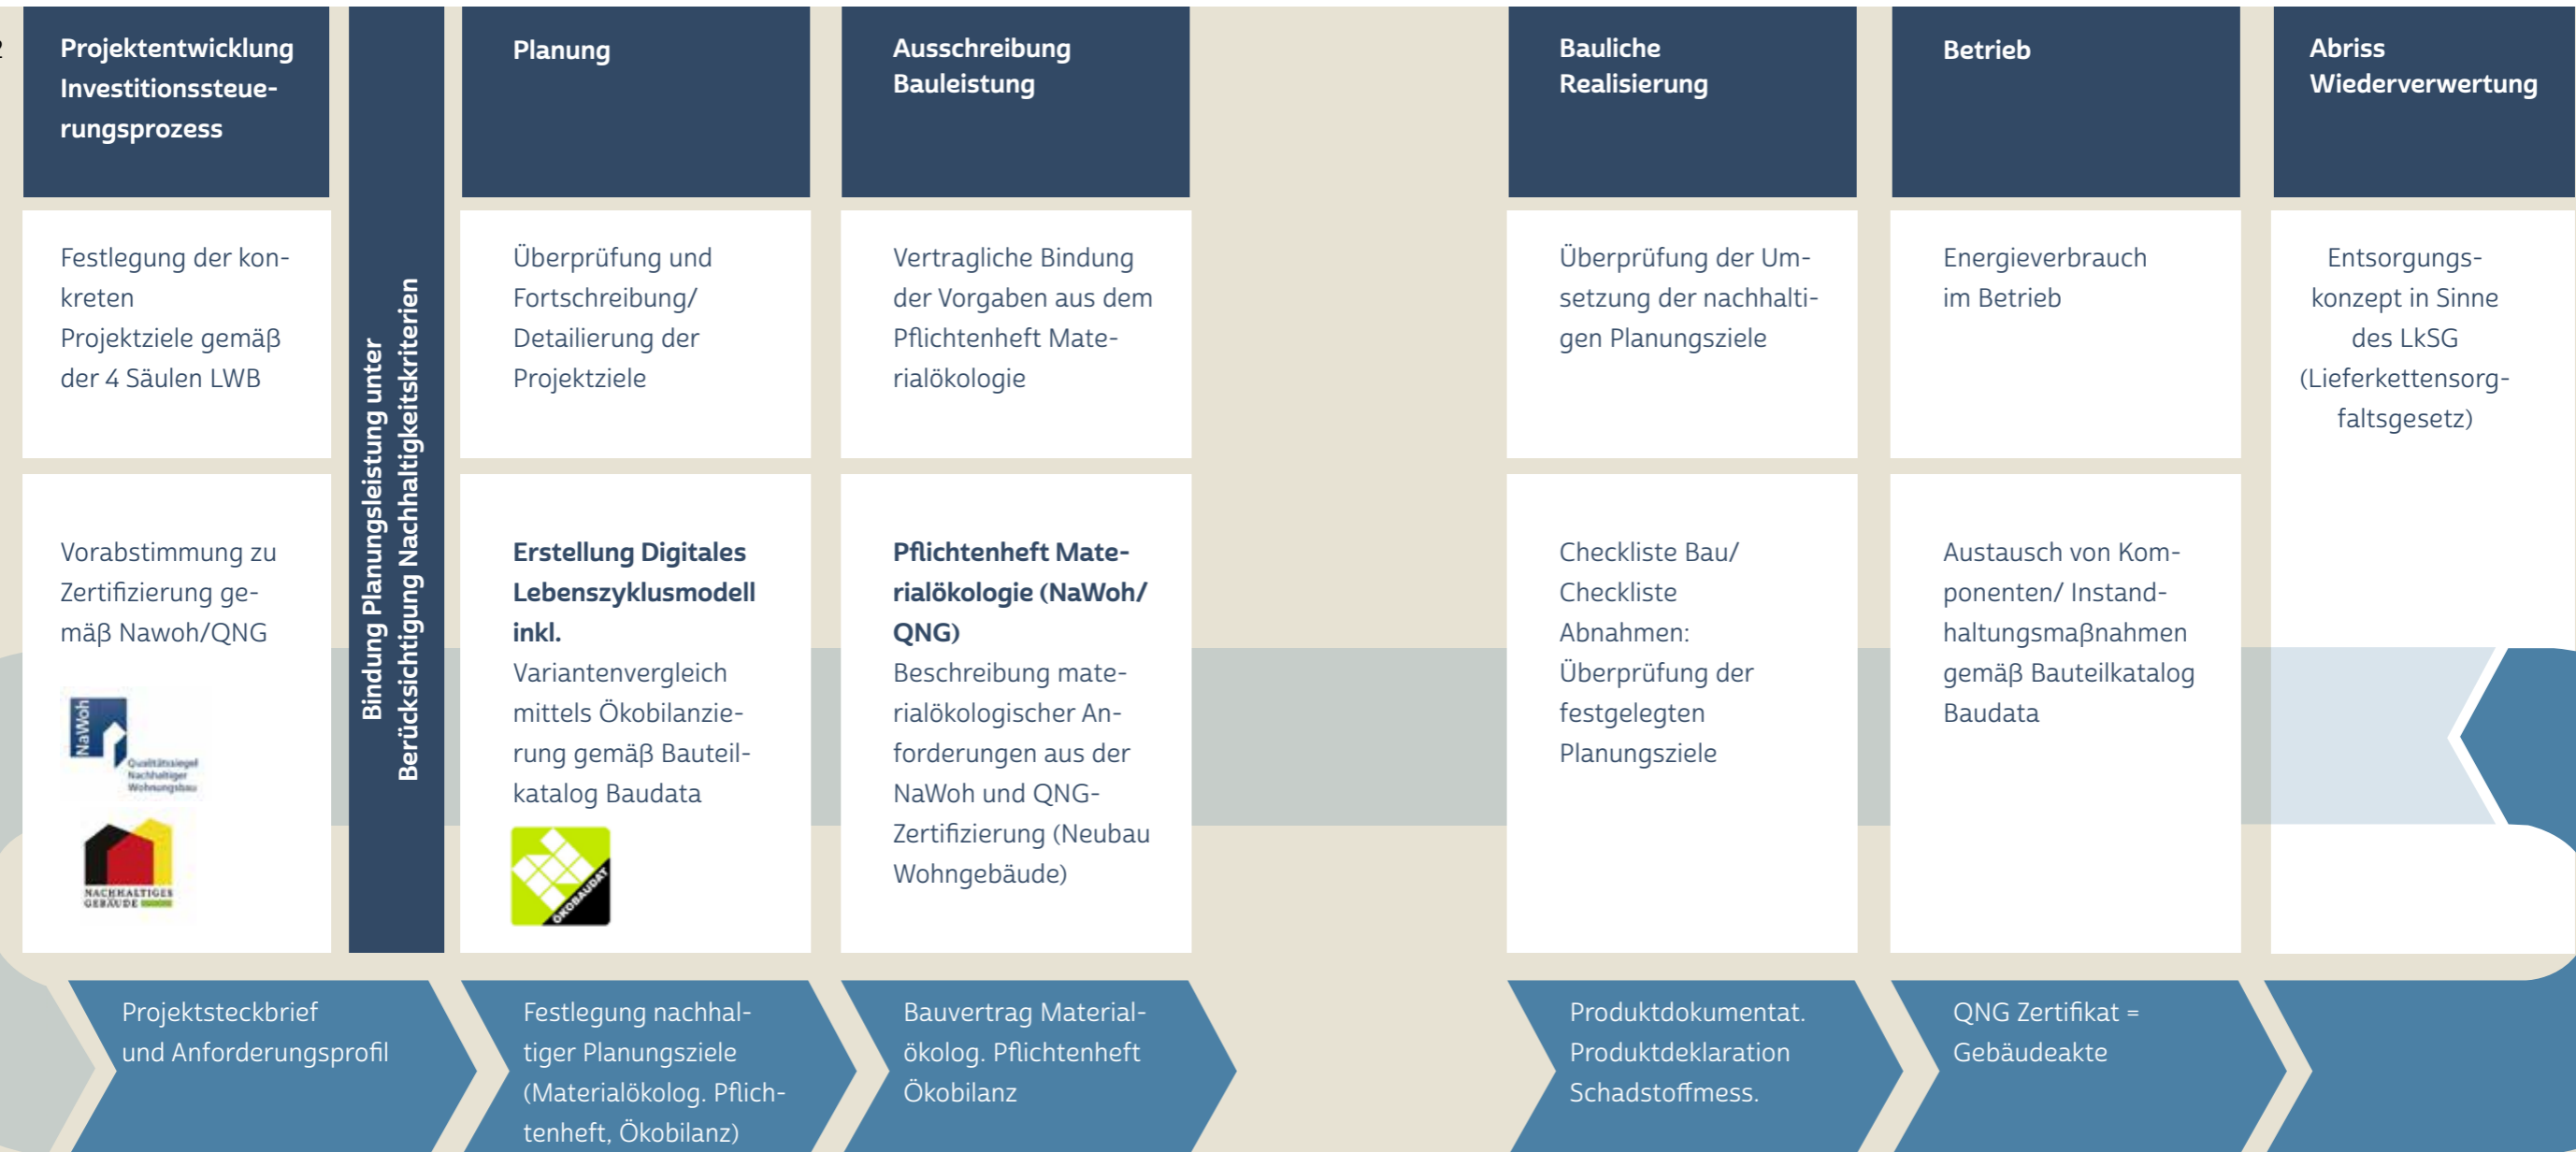 2
Projektentwicklung
Investitionssteue-
rungsprozess
Festlegung der kon-
kreten
Projektziele gemäß
der 4 Säulen LWB
Vorabstimmung zu
Zertifizierung ge-
mäß Nawoh/QNG
NaWoh
Qualitätssiegel
Nachhaltiger
Wohnungsbau
NACHHALTIGES
GEBÄUDE
Projektsteckbrief
und Anforderungsprofil
Bindung Planungsleistung unter
Berücksichtigung Nachhaltigkeitskriterien
Planung
Überprüfung und
Fortschreibung/
Detailierung der
Projektziele
Erstellung Digitales
Lebenszyklusmodell
inkl.
Variantenvergleich
mittels Ökobilanzie-
rung gemäß Bauteil-
katalog Baudata
ÖKOBAUDAT
Festlegung nachhal-
tiger Planungsziele
(Materialökolog. Pflich-
tenheft, Ökobilanz)
Ausschreibung
Bauleistung
Vertragliche Bindung
der Vorgaben aus dem
Pflichtenheft Mate-
rialökologie
Pflichtenheft Mate-
rialökologie (NaWoh/
QNG)
Beschreibung mate-
rialökologischer An-
forderungen aus der
NaWoh und QNG-
Zertifizierung (Neubau
Wohngebäude)
Bauvertrag Material-
ökolog. Pflichtenheft
Ökobilanz
Bauliche
Realisierung
Überprüfung der Um-
setzung der nachhalti-
gen Planungsziele
Checkliste Bau/
Checkliste
Abnahmen:
Überprüfung der
festgelegten
Planungsziele
Produktdokumentat.
Produktdeklaration
Schadstoffmess.
Betrieb
Energieverbrauch
im Betrieb
Austausch von Kom-
ponenten/ Instand-
haltungsmaßnahmen
gemäß Bauteilkatalog
Baudata
QNG Zertifikat =
Gebäudeakte
Abriss
Wiederverwertung
Entsorgungs-
konzept in Sinne
des LkSG
(Lieferkettensorg-
faltsgesetz)